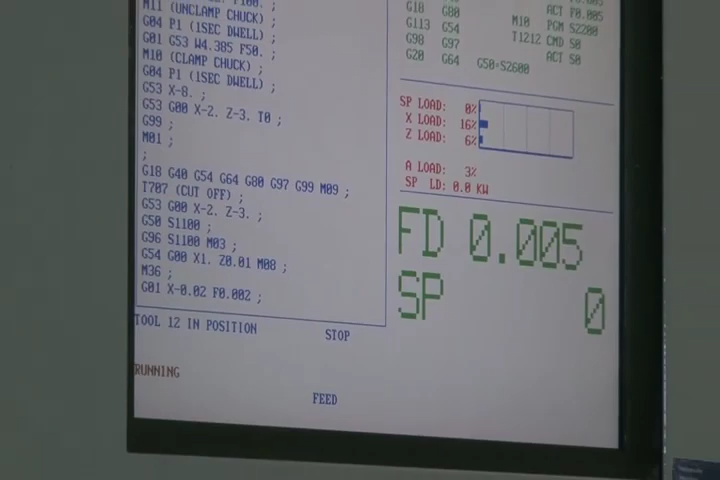 F100. ;
M11 (UNCLAMP CHUCK) ;
G04 P1 (1SEC DWELL) ;
G01 G53 W4.385 F50. ;
M10 (CLAMP CHUCK) ;
G04 P1 (1SEC DWELL) ;
G53 X-8. ;
G53 G00 X-2. Z-3. T0 ;
G99 ;
M01 ;
;
G18 G40 G54 G64 G80 G97 G99 M09 ;
T707 (CUT OFF) ;
G53 G00 X-2. Z-3. ;
G50 S1100 ;
G96 S1100 M03 ;
G54 G00 X1. Z0.01 M08 ;
M36 ;
G01 X-0.02 F0.002 ;
TOOL 12 IN POSITION STOP
RUNNING
FEED
G18 G80 ACT F0.005
G113 G54 M10 PGM S2200
G98 G97 T1212 CMD S0
G20 G64 G50=S2600 ACT S0
SP LOAD: 0%
X LOAD: 16%
Z LOAD: 6%
A LOAD: 3%
SP LD: 0.0 KW
FD 0.005
SP 0